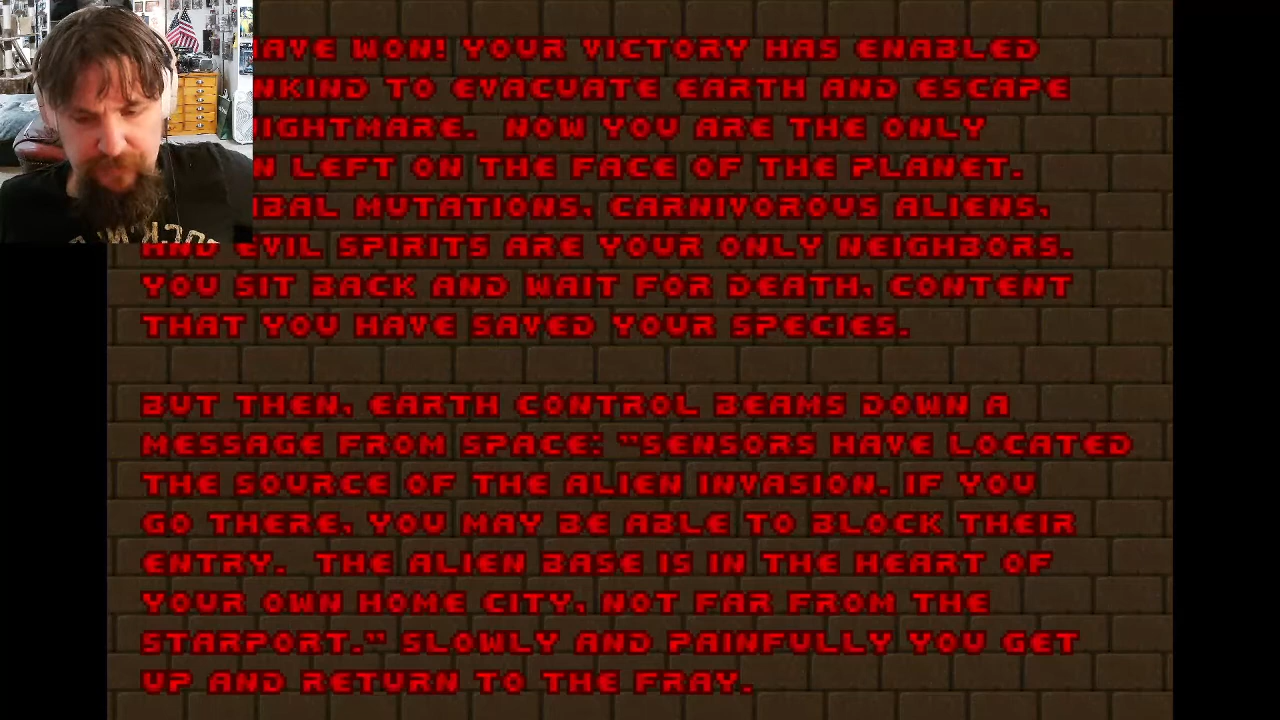 AVE WON! YOUR VICTORY HAS ENABLED
NKIND TO EVACUATE EARTH AND ESCAPE
IGHTMARE. NOW YOU ARE THE ONLY
N LEFT ON THE FACE OF THE PLANET.
IBAL MUTATIONS, CARNIVOROUS ALIENS,
AND EVIL SPIRITS ARE YOUR ONLY NEIGHBORS.
YOU SIT BACK AND WAIT FOR DEATH, CONTENT
THAT YOU HAVE SAVED YOUR SPECIES.
BUT THEN, EARTH CONTROL BEAMS DOWN A
MESSAGE FROM SPACE: "SENSORS HAVE LOCATED
THE SOURCE OF THE ALIEN INVASION. IF YOU
GO THERE, YOU MAY BE ABLE TO BLOCK THEIR
ENTRY. THE ALIEN BASE IS IN THE HEART OF
YOUR OWN HOME CITY, NOT FAR FROM THE
STARPORT." SLOWLY AND PAINFULLY YOU GET
UP AND RETURN TO THE FRAY.